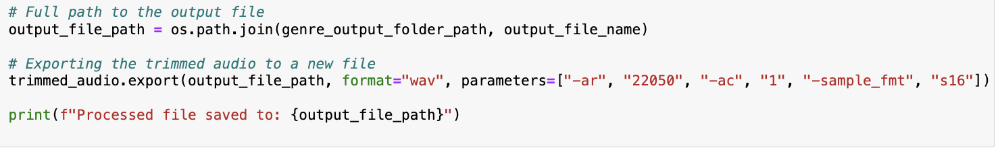 # Full path to the output file
output_file_path = os.path.join(genre_output_folder_path, output_file_name)
# Exporting the trimmed audio to a new file
trimmed_audio.export(output_file_path, format="wav", parameters=["-ar", "22050", "-ac", "1", "-sample_fmt", "s16"])
print(f"Processed file saved to: {output_file_path}")